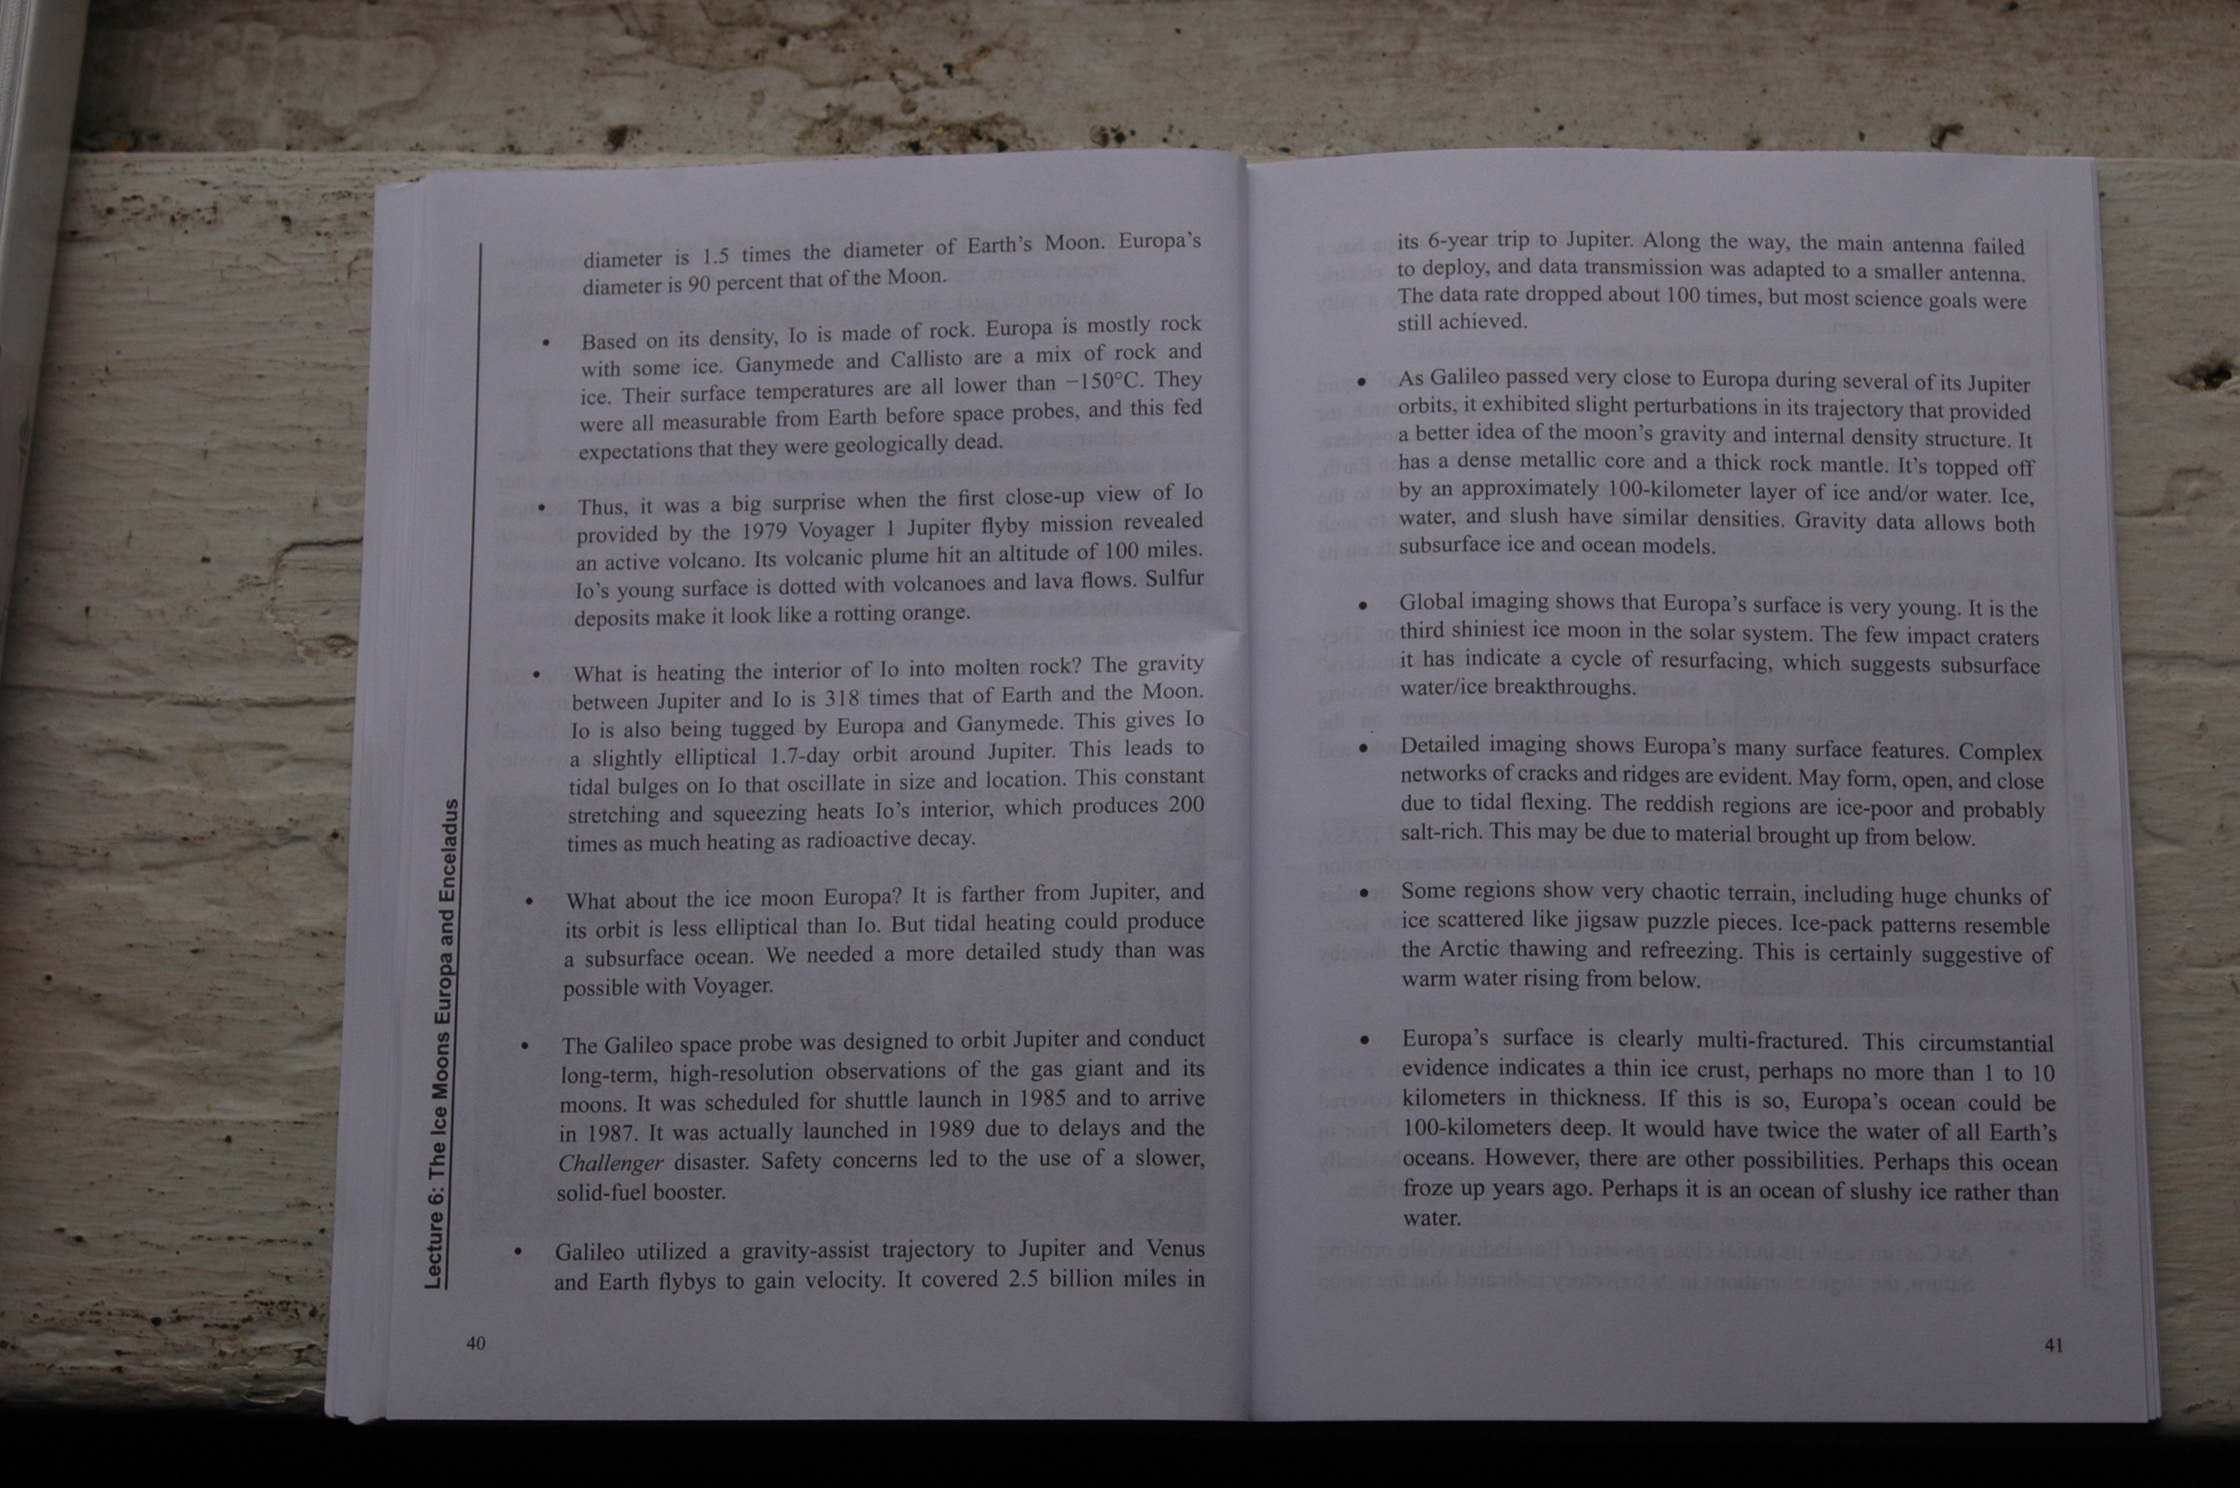 diameter is 1.5 times the diameter of Earth's Moon. Europa's
diameter is 90 percent that of the Moon.
• Based on its density, Io is made of rock. Europa is mostly rock
with some ice. Ganymede and Callisto are a mix of rock and
ice. Their surface temperatures are all lower than −150°C. They
were all measurable from Earth before space probes, and this fed
expectations that they were geologically dead.
• Thus, it was a big surprise when the first close-up view of Io
provided by the 1979 Voyager 1 Jupiter flyby mission revealed
an active volcano. Its volcanic plume hit an altitude of 100 miles.
Io's young surface is dotted with volcanoes and lava flows. Sulfur
deposits make it look like a rotting orange.
• What is heating the interior of Io into molten rock? The gravity
between Jupiter and Io is 318 times that of Earth and the Moon.
Io is also being tugged by Europa and Ganymede. This gives Io
a slightly elliptical 1.7-day orbit around Jupiter. This leads to
tidal bulges on Io that oscillate in size and location. This constant
stretching and squeezing heats Io's interior, which produces 200
times as much heating as radioactive decay.
• What about the ice moon Europa? It is farther from Jupiter, and
its orbit is less elliptical than Io. But tidal heating could produce
a subsurface ocean. We needed a more detailed study than was
possible with Voyager.
• The Galileo space probe was designed to orbit Jupiter and conduct
long-term, high-resolution observations of the gas giant and its
moons. It was scheduled for shuttle launch in 1985 and to arrive
in 1987. It was actually launched in 1989 due to delays and the
Challenger disaster. Safety concerns led to the use of a slower,
solid-fuel booster.
• Galileo utilized a gravity-assist trajectory to Jupiter and Venus
and Earth flybys to gain velocity. It covered 2.5 billion miles in
Lecture 6: The Ice Moons Europa and Enceladus
40
its 6-year trip to Jupiter. Along the way, the main antenna failed
to deploy, and data transmission was adapted to a smaller antenna.
The data rate dropped about 100 times, but most science goals were
still achieved.
• As Galileo passed very close to Europa during several of its Jupiter
orbits, it exhibited slight perturbations in its trajectory that provided
a better idea of the moon's gravity and internal density structure. It
has a dense metallic core and a thick rock mantle. It's topped off
by an approximately 100-kilometer layer of ice and/or water. Ice,
water, and slush have similar densities. Gravity data allows both
subsurface ice and ocean models.
• Global imaging shows that Europa's surface is very young. It is the
third shiniest ice moon in the solar system. The few impact craters
it has indicate a cycle of resurfacing, which suggests subsurface
water/ice breakthroughs.
• Detailed imaging shows Europa's many surface features. Complex
networks of cracks and ridges are evident. May form, open, and close
due to tidal flexing. The reddish regions are ice-poor and probably
salt-rich. This may be due to material brought up from below.
• Some regions show very chaotic terrain, including huge chunks of
ice scattered like jigsaw puzzle pieces. Ice-pack patterns resemble
the Arctic thawing and refreezing. This is certainly suggestive of
warm water rising from below.
• Europa's surface is clearly multi-fractured. This circumstantial
evidence indicates a thin ice crust, perhaps no more than 1 to 10
kilometers in thickness. If this is so, Europa's ocean could be
100-kilometers deep. It would have twice the water of all Earth's
oceans. However, there are other possibilities. Perhaps this ocean
froze up years ago. Perhaps it is an ocean of slushy ice rather than
water.
41